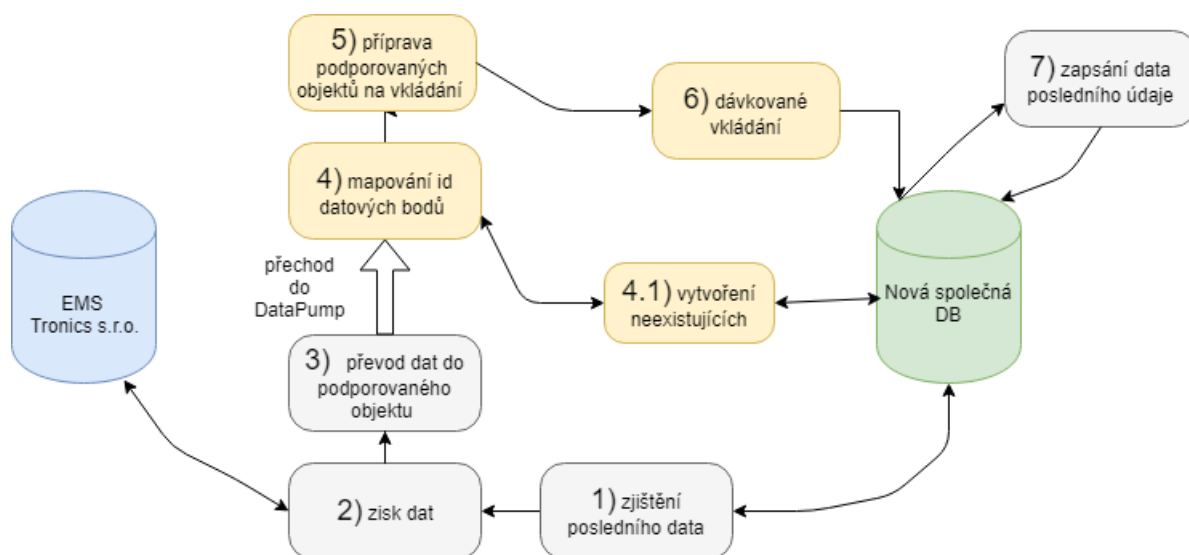 5) příprava
podporovaných
objektů na vkládání
6) dávkované
vkládání
7) zapsání data
posledního údaje
4) mapování id
datových bodů
přechod
do
DataPump
4.1) vytvoření
neexistujících
EMS
Tronics s.r.o.
Nová společná
DB
3) převod dat do
podporovaného
objektu
2) zisk dat
1) zjištění
posledního data